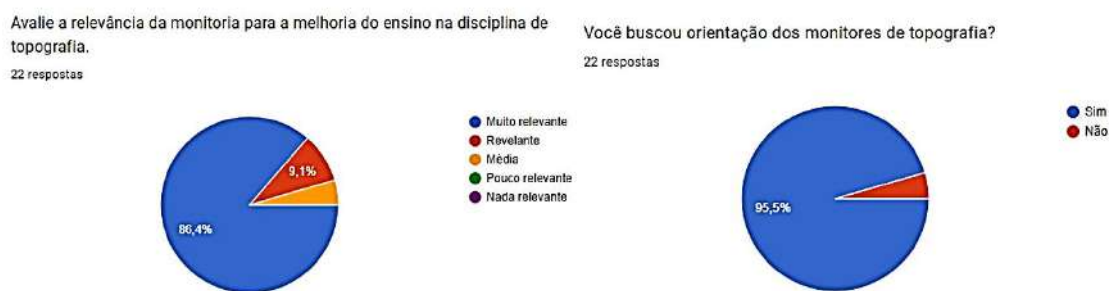 Avalie a relevância da monitoria para a melhoria do ensino na disciplina de
topografia.
22 respostas
86,4%
9,1%
Muito relevante
Revelante
Média
Pouco relevante
Nada relevante
Você buscou orientação dos monitores de topografia?
22 respostas
95,5%
Sim
Não